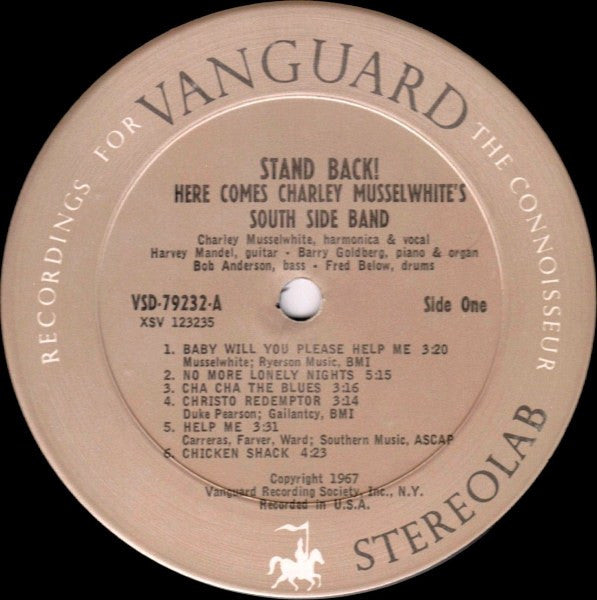 RECORDINGS FOR VANGUARD THE CONNOISSEUR
STAND BACK!
HERE COMES CHARLEY MUSSELWHITE'S
SOUTH SIDE BAND
Charley Musselwhite, harmonica & vocal
Harvey Mandel, guitar - Barry Goldberg, piano & organ
Bob Anderson, bass - Fred Below, drums
VSD-79232-A Side One
XSV 123235
1. BABY WILL YOU PLEASE HELP ME 3:20
Musselwhite; Ryerson Music, BMI
2. NO MORE LONELY NIGHTS 5:15
3. CHA CHA THE BLUES 3:16
4. CHRISTO REDEMPTOR 3:14
Duke Pearson; Gailantcy, BMI
5. HELP ME 3:31
Carreras, Farver, Ward; Southern Music, ASCAP
6. CHICKEN SHACK 4:23
Copyright 1967
Vanguard Recording Society, Inc., N.Y.
Recorded in U.S.A.
STEREOLAB